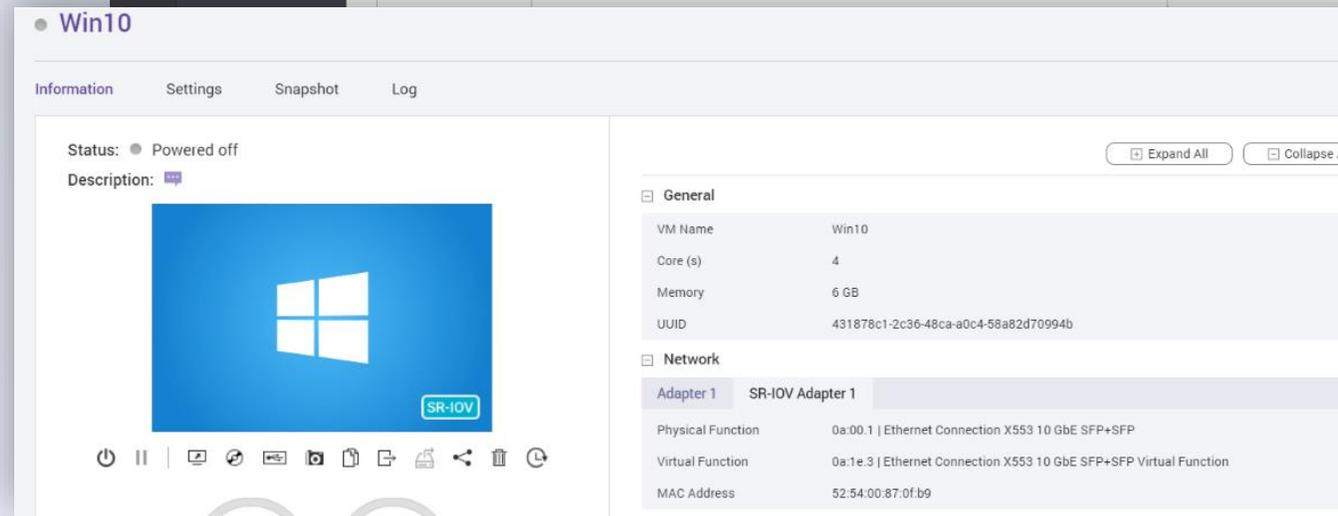 Win10
Information Settings Snapshot Log
Status: Powered off
Description:
SR-IOV
Expand All Collapse
General
VM Name Win10
Core (s) 4
Memory 6 GB
UUID 431878c1-2c36-48ca-a0c4-58a82d70994b
Network
Adapter 1 SR-IOV Adapter 1
Physical Function 0a:00.1 | Ethernet Connection X553 10 GbE SFP+SFP
Virtual Function 0a:1e.3 | Ethernet Connection X553 10 GbE SFP+SFP Virtual Function
MAC Address 52:54:00:87:0f:b9